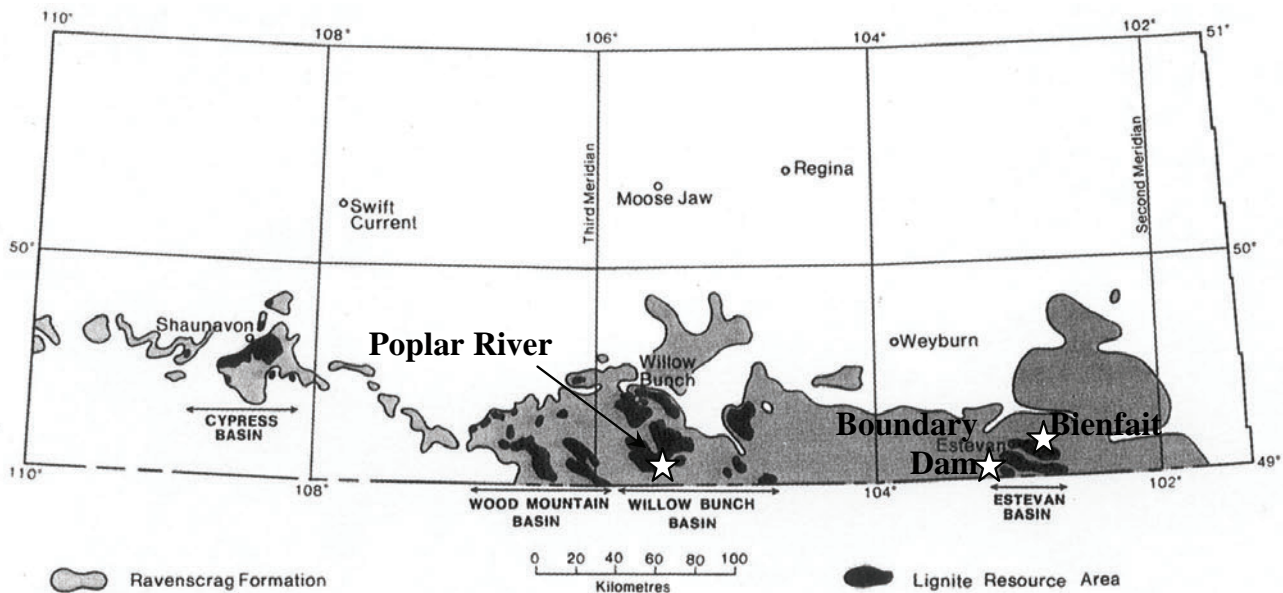 110°
108°
106°
104°
102°
51°
Third Meridian
Second Meridian
Regina
Moose Jaw
Swift
Current
50°
50°
Shaunavon
Poplar River
Willow
Bunch
Weyburn
CYPRESS
BASIN
Boundary
Bienfait
Estevan
Dam
110°
108°
104°
102°
49°
WOOD MOUNTAIN
BASIN
WILLOW BUNCH
BASIN
ESTEVAN
BASIN
0 20 40 60 80 100
Kilometres
Ravenscrag Formation
Lignite Resource Area